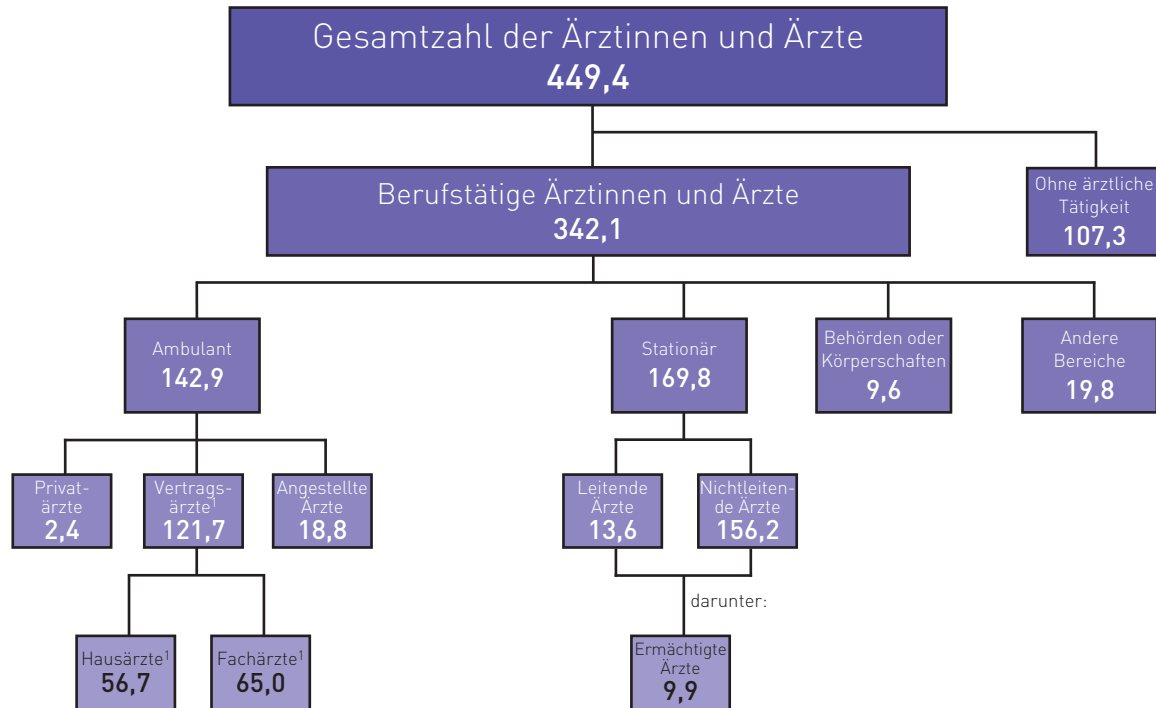 Gesamtzahl der Ärztinnen und Ärzte
449,4
Berufstätige Ärztinnen und Ärzte
342,1
Ohne ärztliche
Tätigkeit
107,3
Ambulant
142,9
Stationär
169,8
Behörden oder
Körperschaften
9,6
Andere
Bereiche
19,8
Privat-
ärzte
2,4
Vertrags-
ärzte¹
121,7
Angestellte
Ärzte
18,8
Leitende
Ärzte
13,6
Nichtleiten-
de Ärzte
156,2
darunter:
Hausärzte¹
56,7
Fachärzte¹
65,0
Ermächtigte
Ärzte
9,9